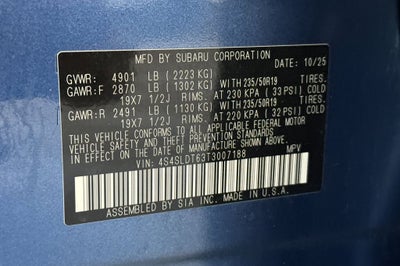 MFD BY SUBARU CORPORATION DATE: 10/25
GVWR: 4901 LB ( 2223 KG)
GAWR:F 2870 LB ( 1302 KG) WITH 235/50R19 TIRES.
19X7 1/2J RIMS. AT 230 KPA ( 33 PSI) COLD
GAWR:R 2491 LB ( 1130 KG) WITH 235/50R19 TIRES.
19X7 1/2J RIMS. AT 220 KPA ( 32 PSI) COLD
THIS VEHICLE CONFORMS TO ALL APPLICABLE FEDERAL MOTOR
VEHICLE SAFETY AND THEFT PREVENTION STANDARDS
IN EFFECT ON THE DATE OF MANUFACTURE SHOWN ABOVE.
VIN: 4S4SLDT63T3007188 MPV
ASSEMBLED BY SIA INC. MADE IN U.S.A.